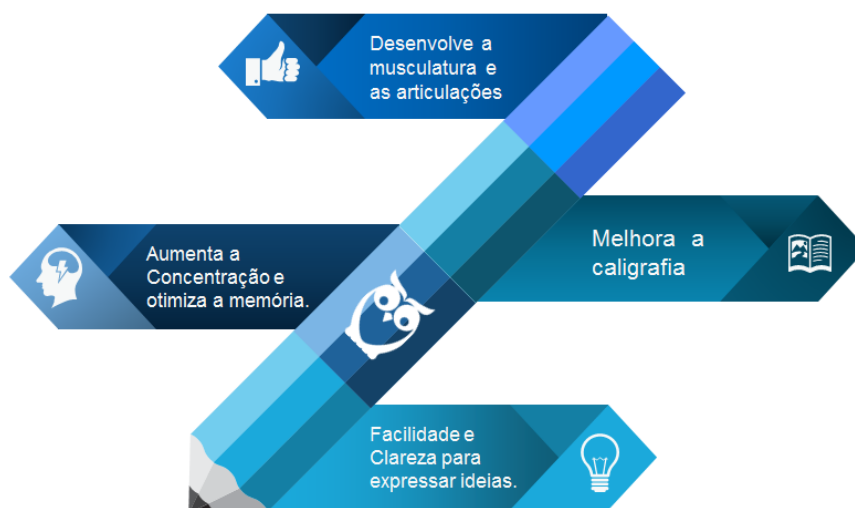 Desenvolve a
musculatura e
as articulações
Melhora a
caligrafia
Aumenta a
Concentração e
otimiza a memória.
Facilidade e
Clareza para
expressar ideias.